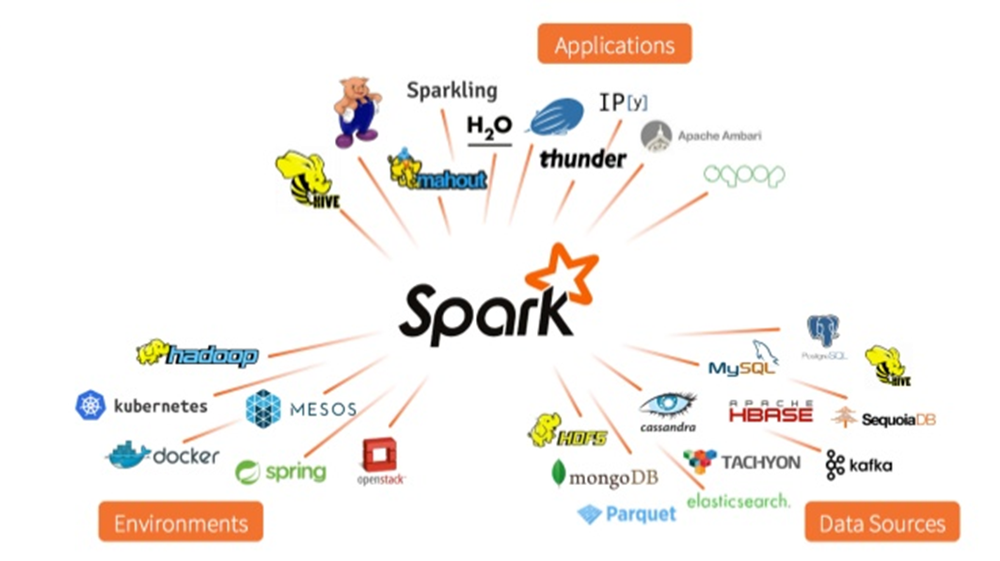 Applications
Sparkling
H2O
IP[y]
Apache Ambari
thunder
mahout
HIVE
sqoop
Spark
hadoop
kubernetes
MESOS
docker
spring
openstack
Environments
PostgreSQL
MySQL
HIVE
cassandra
APACHE
HBASE
SequoiaDB
HDFS
TACHYON
kafka
mongoDB
elasticsearch.
Parquet
Data Sources